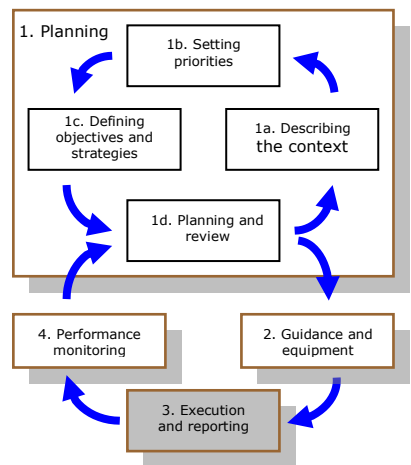 1. Planning
1b. Setting
priorities
1c. Defining
objectives and
strategies
1a. Describing
the context
1d. Planning and
review
4. Performance
monitoring
2. Guidance and
equipment
3. Execution
and reporting